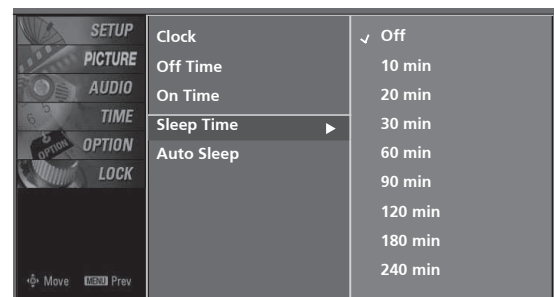 SETUP
PICTURE
AUDIO
TIME
OPTION
LOCK
Move MENU Prev
Clock
Off Time
On Time
Sleep Time
Auto Sleep
Off
10 min
20 min
30 min
60 min
90 min
120 min
180 min
240 min